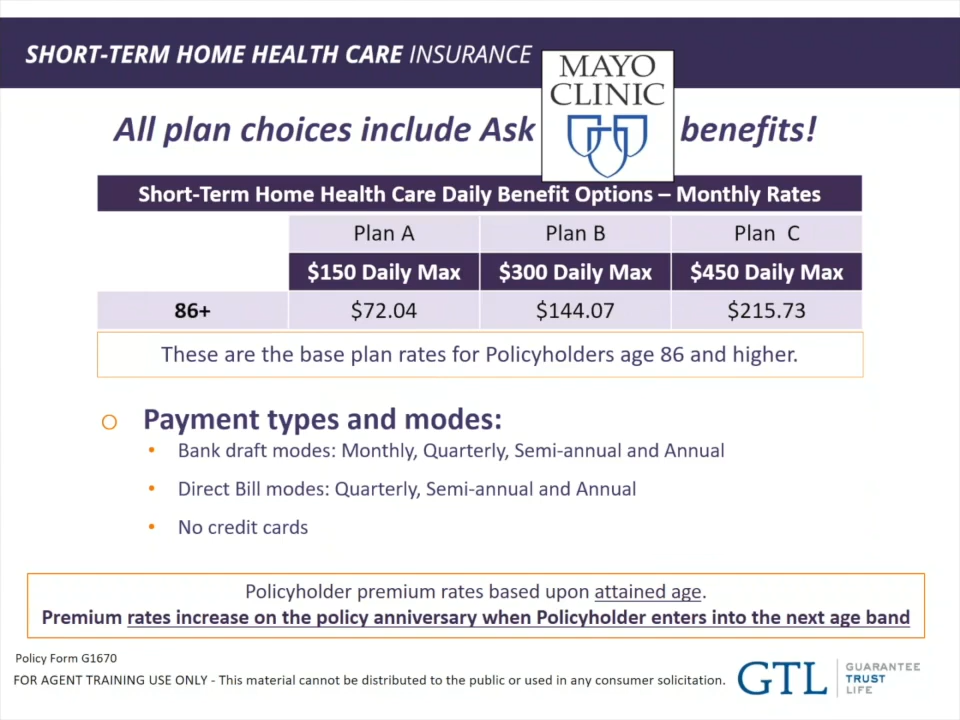 SHORT-TERM HOME HEALTH CARE INSURANCE
MAYO
CLINIC
All plan choices include Ask benefits!
Short-Term Home Health Care Daily Benefit Options – Monthly Rates
Plan A Plan B Plan C
$150 Daily Max $300 Daily Max $450 Daily Max
86+ $72.04 $144.07 $215.73
These are the base plan rates for Policyholders age 86 and higher.
o Payment types and modes:
• Bank draft modes: Monthly, Quarterly, Semi-annual and Annual
• Direct Bill modes: Quarterly, Semi-annual and Annual
• No credit cards
Policyholder premium rates based upon attained age.
Premium rates increase on the policy anniversary when Policyholder enters into the next age band
Policy Form G1670
FOR AGENT TRAINING USE ONLY - This material cannot be distributed to the public or used in any consumer solicitation.
GTL
GUARANTEE
TRUST
LIFE